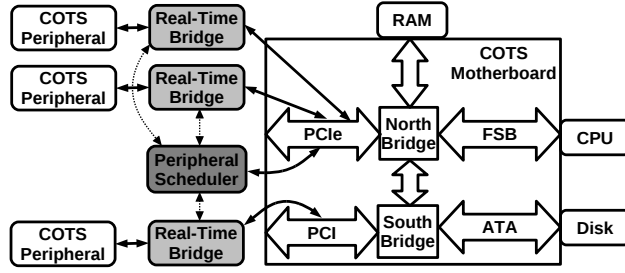 COTS
Peripheral
Real-Time
Bridge
RAM
COTS
Motherboard
COTS
Peripheral
Real-Time
Bridge
PCIe
North
Bridge
FSB
CPU
Peripheral
Scheduler
COTS
Peripheral
Real-Time
Bridge
PCI
South
Bridge
ATA
Disk